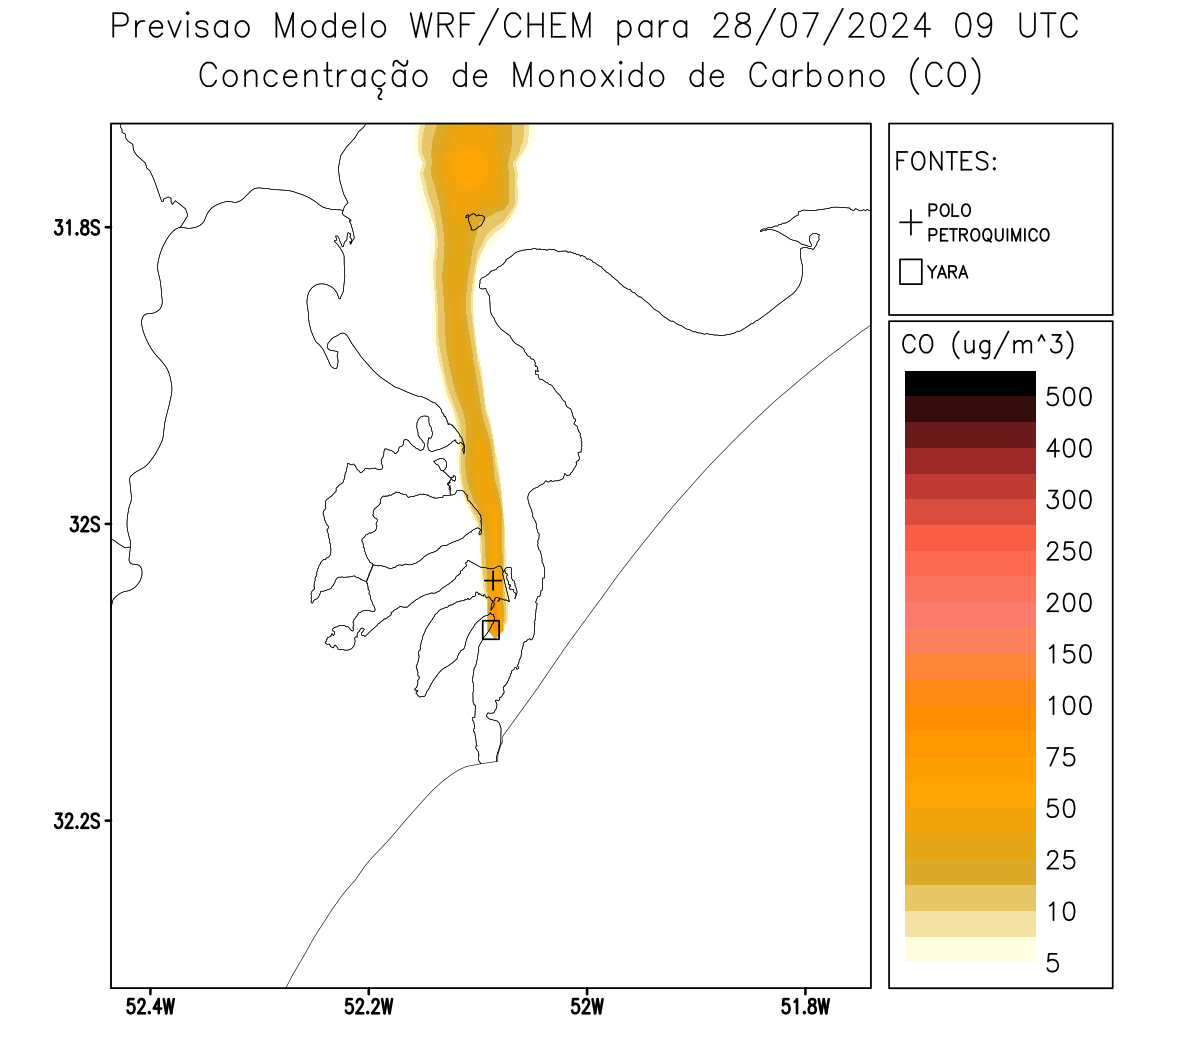 Previsao Modelo WRF/CHEM para 28/07/2024 09 UTC
Concentração de Monoxido de Carbono (CO)
FONTES:
POLO
PETROQUIMICO
YARA
CO (ug/m^3)
500
400
300
250
200
150
100
75
50
25
10
5
31.8S
32S
32.2S
52.4W
52.2W
52W
51.8W